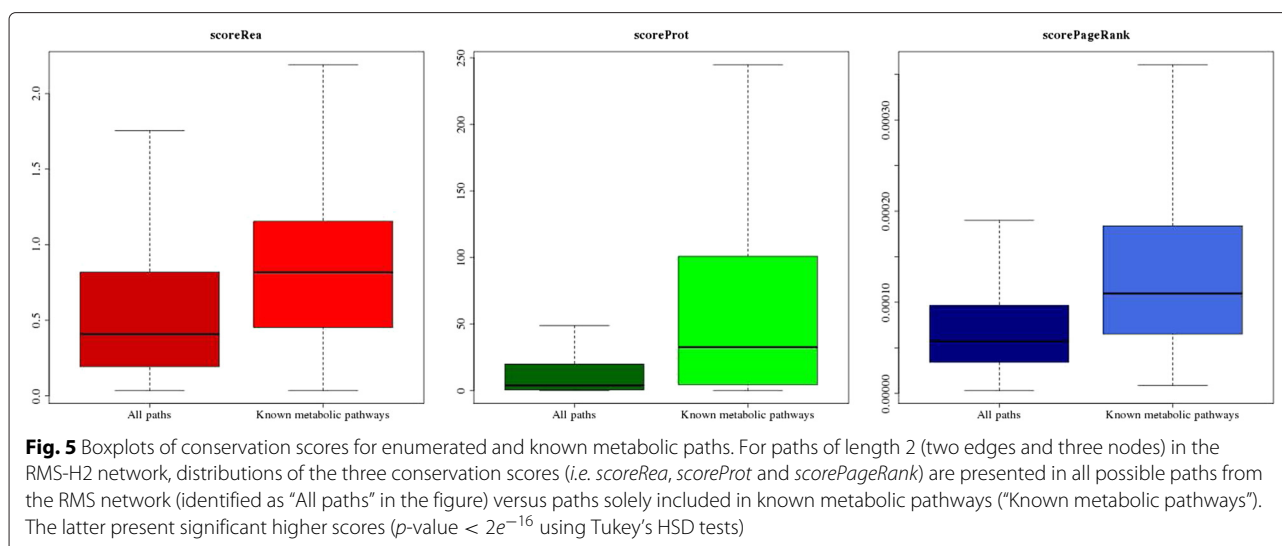 scoreRea
scoreProt
scorePageRank
2.0
1.5
1.0
0.5
0.0
250
200
150
100
50
0
0.00030
0.00020
0.00010
0.00000
All paths
Known metabolic pathways
All paths
Known metabolic pathways
All paths
Known metabolic pathways
Fig. 5 Boxplots of conservation scores for enumerated and known metabolic paths. For paths of length 2 (two edges and three nodes) in the
RMS-H2 network, distributions of the three conservation scores (i.e. scoreRea, scoreProt and scorePageRank) are presented in all possible paths from
the RMS network (identified as “All paths” in the figure) versus paths solely included in known metabolic pathways (“Known metabolic pathways”).
The latter present significant higher scores (p-value < 2e−16 using Tukey’s HSD tests)